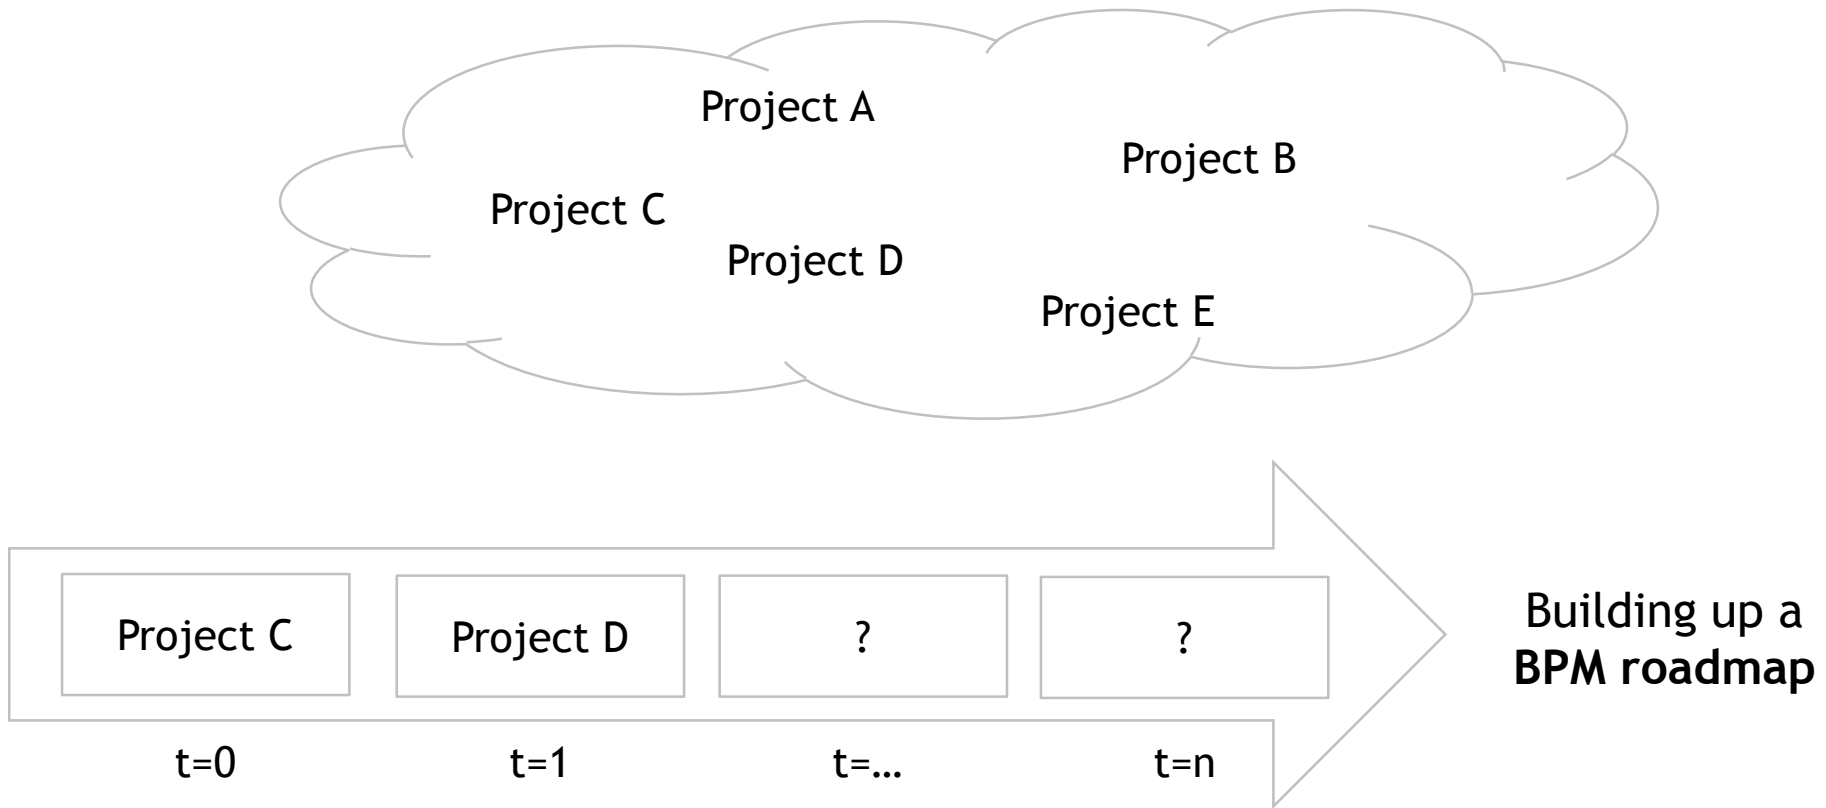 Project A
Project B
Project C
Project D
Project E
Project C
Project D
?
?
Building up a
BPM roadmap
t=0
t=1
t=...
t=n